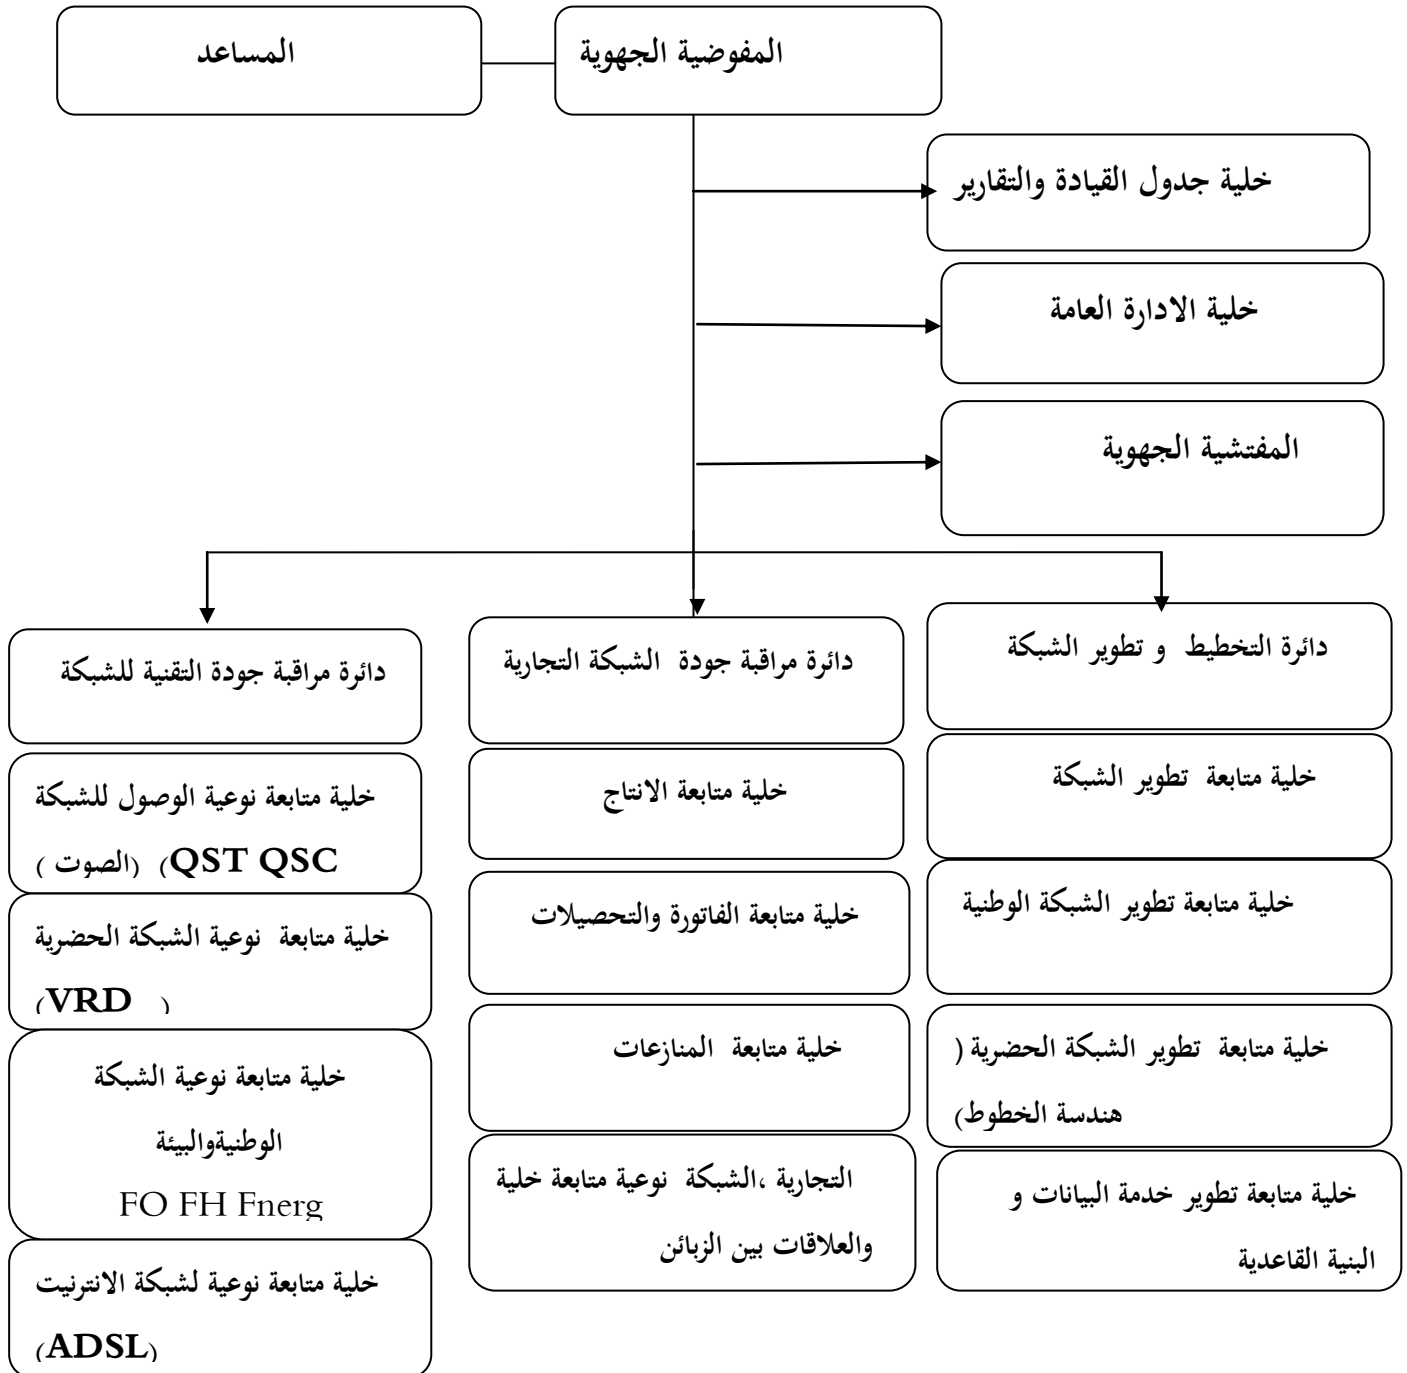 المفوضية الجهوية
المساعد
خلية جدول القيادة والتقارير
خلية الادارة العامة
المفتشية الجهوية
دائرة التخطيط و تطوير الشبكة
خلية متابعة تطوير الشبكة
خلية متابعة تطوير الشبكة الوطنية
خلية متابعة تطوير الشبكة الحضرية (
هندسة الخطوط)
خلية متابعة تطوير خدمة البيانات و
البنية القاعدية
دائرة مراقبة جودة الشبكة التجارية
خلية متابعة الانتاج
خلية متابعة الفاتورة والتحصيلات
خلية متابعة المنازعات
التجارية ،الشبكة نوعية متابعة خلية
والعلاقات بين الزبائن
دائرة مراقبة جودة التقنية للشبكة
خلية متابعة نوعية الوصول للشبكة
QST QSC) (الصوت )
خلية متابعة نوعية الشبكة الحضرية
( VRD)
خلية متابعة نوعية الشبكة
الوطنيةوالبيئة
FO FH Fnerg
خلية متابعة نوعية لشبكة الانترنيت
(ADSL)